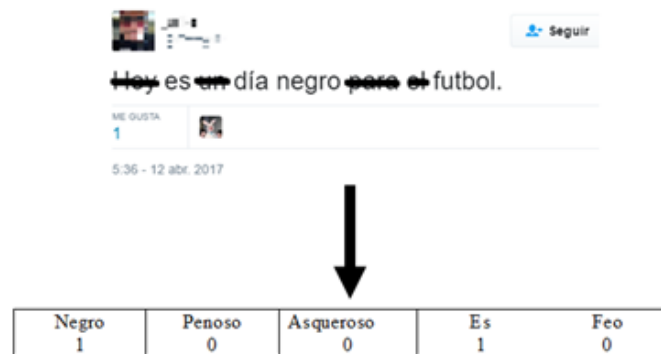 Seguir
Hoy es un día negro para el futbol.
ME GUSTA
1
5:36 - 12 abr. 2017
Negro Penoso Asqueroso Es Feo
1 0 0 1 0